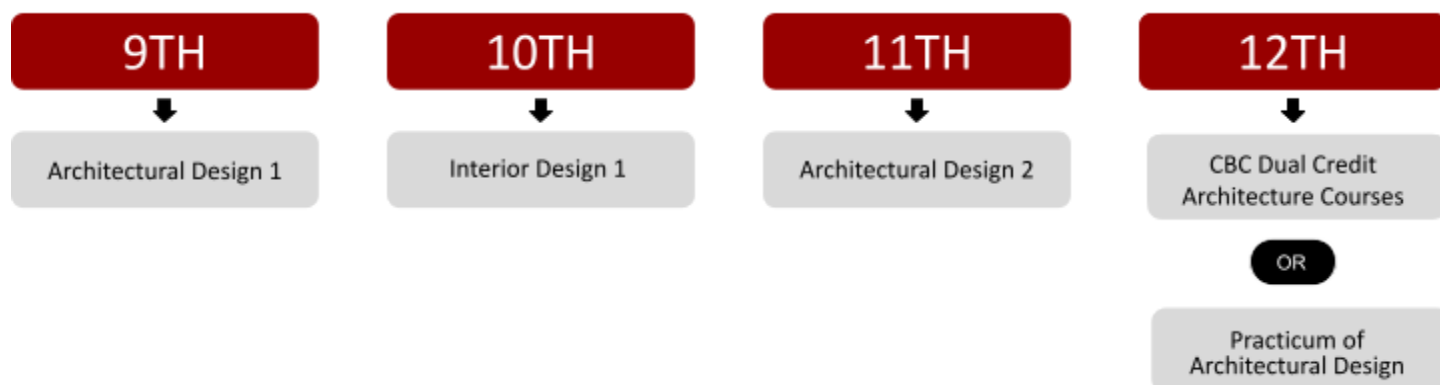 9TH
10TH
11TH
12TH
Architectural Design 1
Interior Design 1
Architectural Design 2
CBC Dual Credit
Architecture Courses
OR
Practicum of
Architectural Design